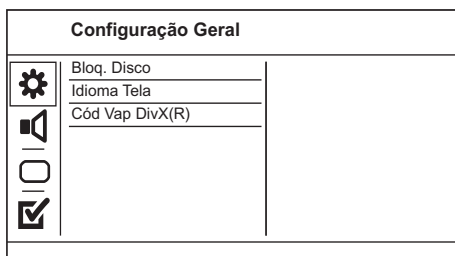 Configuração Geral
Bloq. Disco
Idioma Tela
Cód Vap DivX(R)